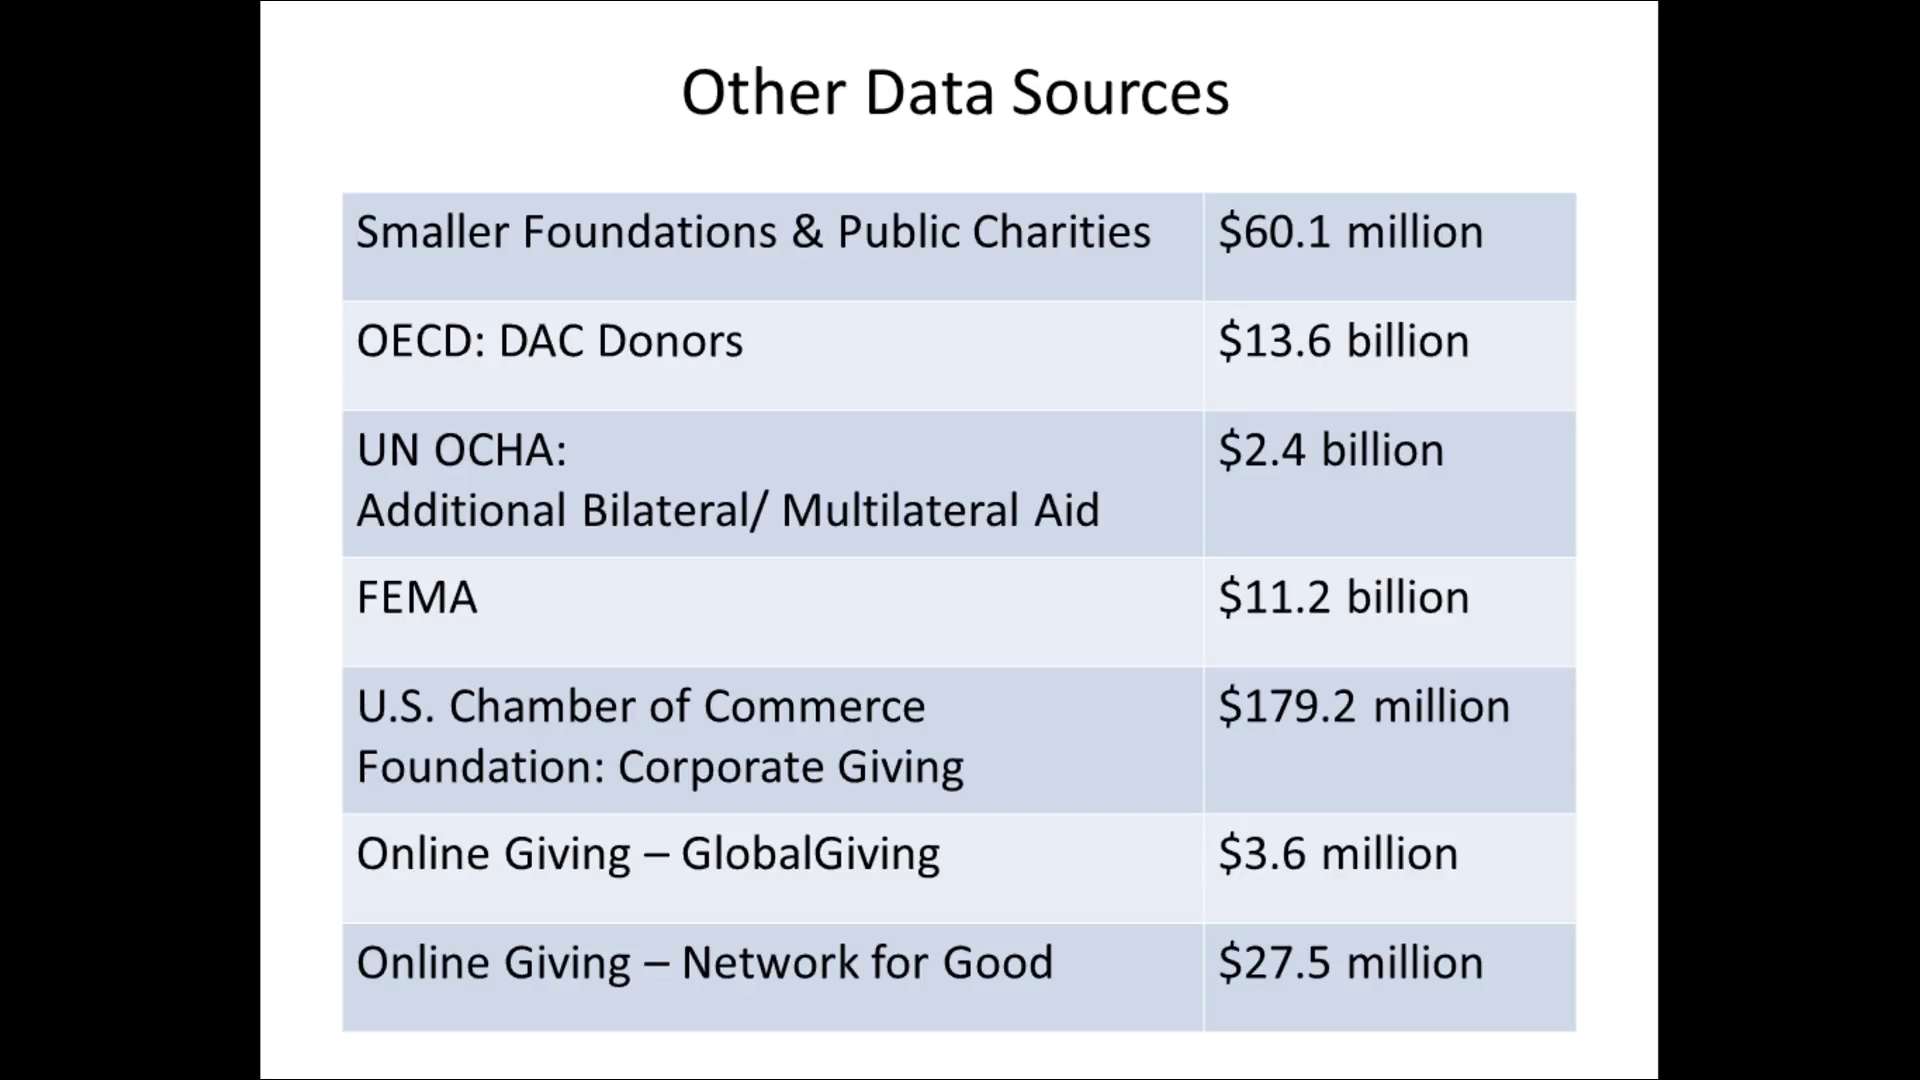 Other Data Sources
Smaller Foundations & Public Charities $60.1 million
OECD: DAC Donors $13.6 billion
UN OCHA: $2.4 billion
Additional Bilateral/ Multilateral Aid
FEMA $11.2 billion
U.S. Chamber of Commerce $179.2 million
Foundation: Corporate Giving
Online Giving – GlobalGiving $3.6 million
Online Giving – Network for Good $27.5 million